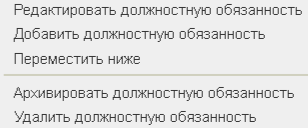 Редактировать должностную обязанность
Добавить должностную обязанность
Переместить ниже
Архивировать должностную обязанность
Удалить должностную обязанность